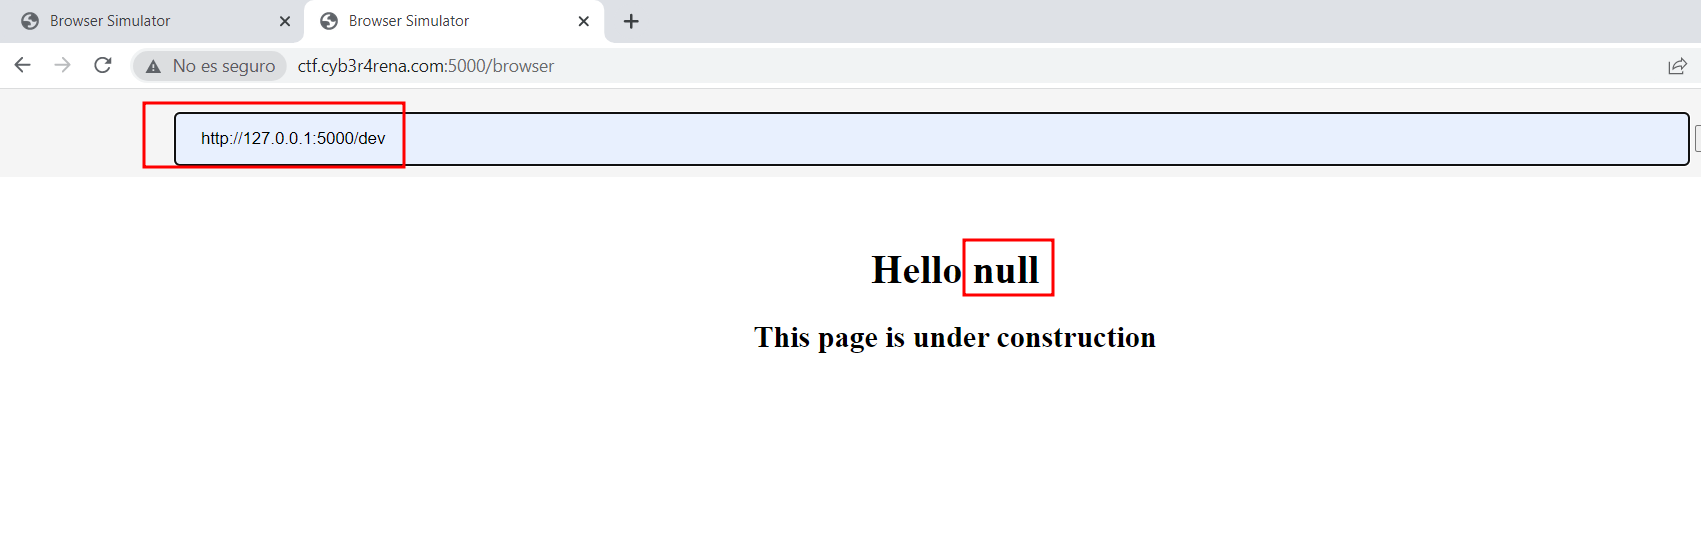 Browser Simulator
Browser Simulator
No es seguro ctf.cyb3r4rena.com:5000/browser
http://127.0.0.1:5000/dev
Hello null
This page is under construction